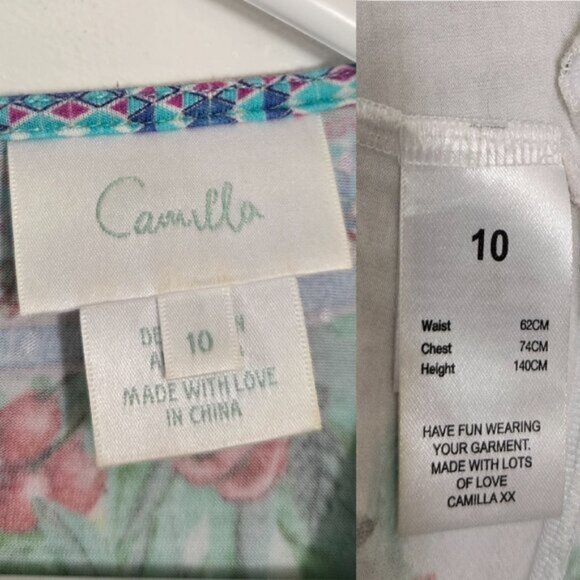 Camilla
10
MADE WITH LOVE
IN CHINA
10
Waist 62CM
Chest 74CM
Height 140CM
HAVE FUN WEARING
YOUR GARMENT.
MADE WITH LOTS
OF LOVE
CAMILLA XX